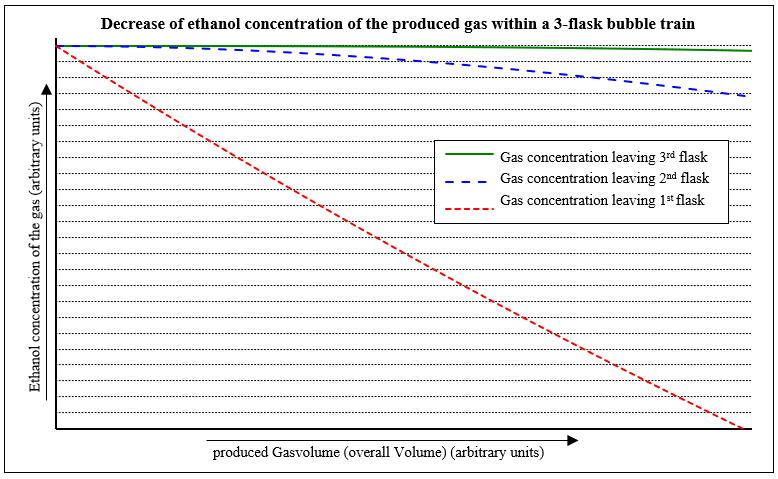 Decrease of ethanol concentration of the produced gas within a 3-flask bubble train
Ethanol concentration of the gas (arbitrary units)
Gas concentration leaving 3rd flask
Gas concentration leaving 2nd flask
Gas concentration leaving 1st flask
produced Gasvolume (overall Volume) (arbitrary units)